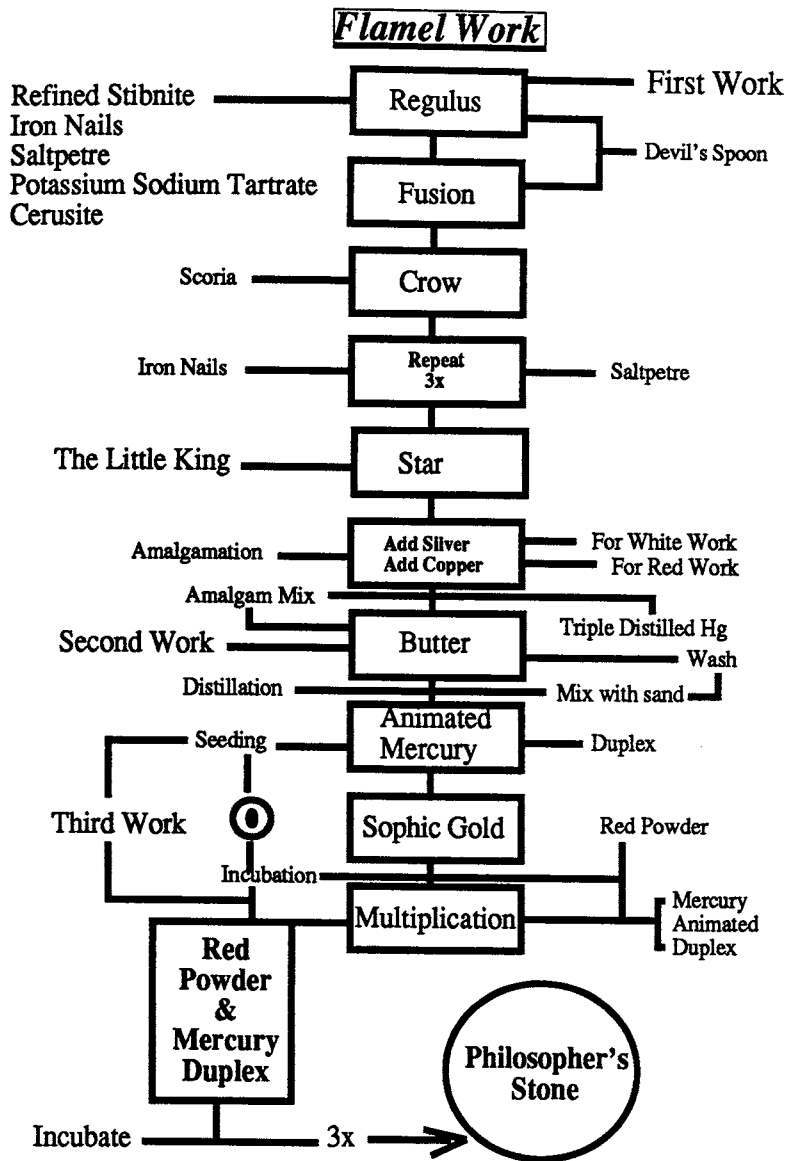 Flamel Work
Regulus
First Work
Refined Stibnite
Iron Nails
Saltpetre
Potassium Sodium Tartrate
Cerusite
Devil's Spoon
Fusion
Scoria
Crow
Iron Nails
Repeat
3x
Saltpetre
The Little King
Star
Amalgamation
Add Silver
Add Copper
For White Work
For Red Work
Amalgam Mix
Triple Distilled Hg
Second Work
Butter
Wash
Distillation
Mix with sand
Seeding
Animated
Mercury
Duplex
Third Work
Sophic Gold
Red Powder
Incubation
Multiplication
Mercury
Animated
Duplex
Red
Powder
&
Mercury
Duplex
Philosopher's
Stone
Incubate
3x